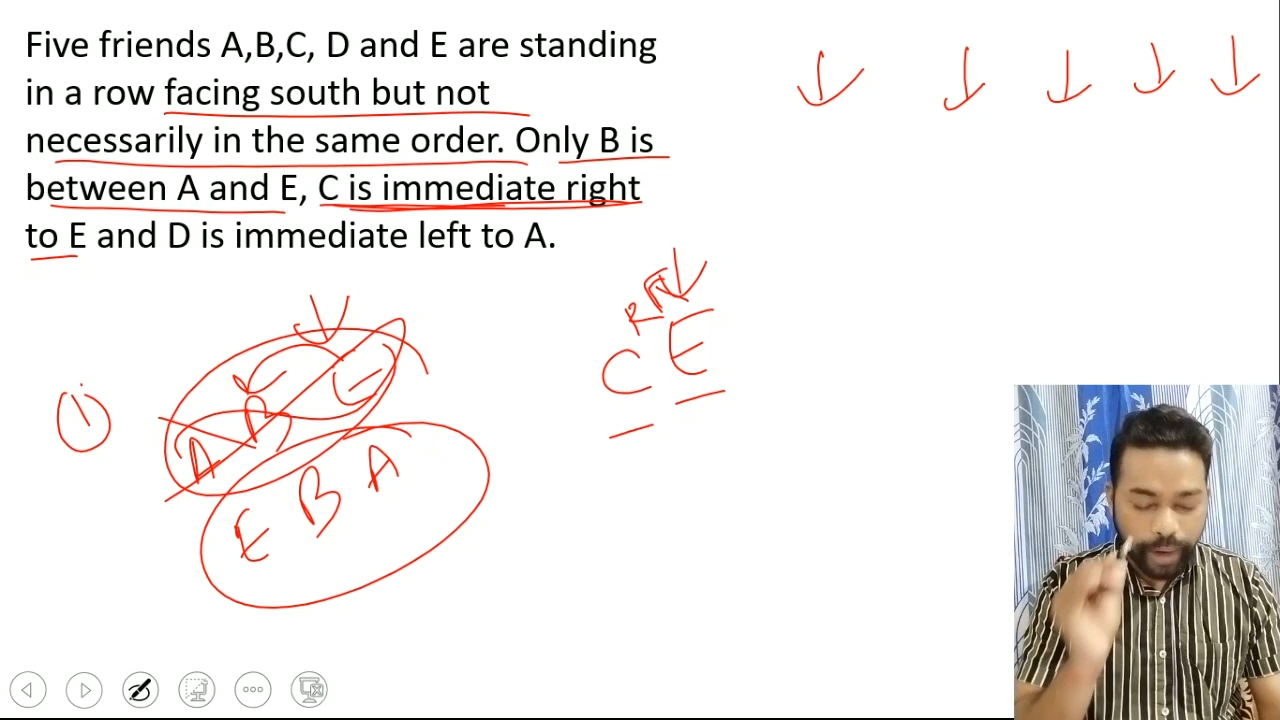 Five friends A,B,C, D and E are standing
in a row facing south but not
necessarily in the same order. Only B is
between A and E, C is immediate right
to E and D is immediate left to A.
R
C E
A B E
E B A
1